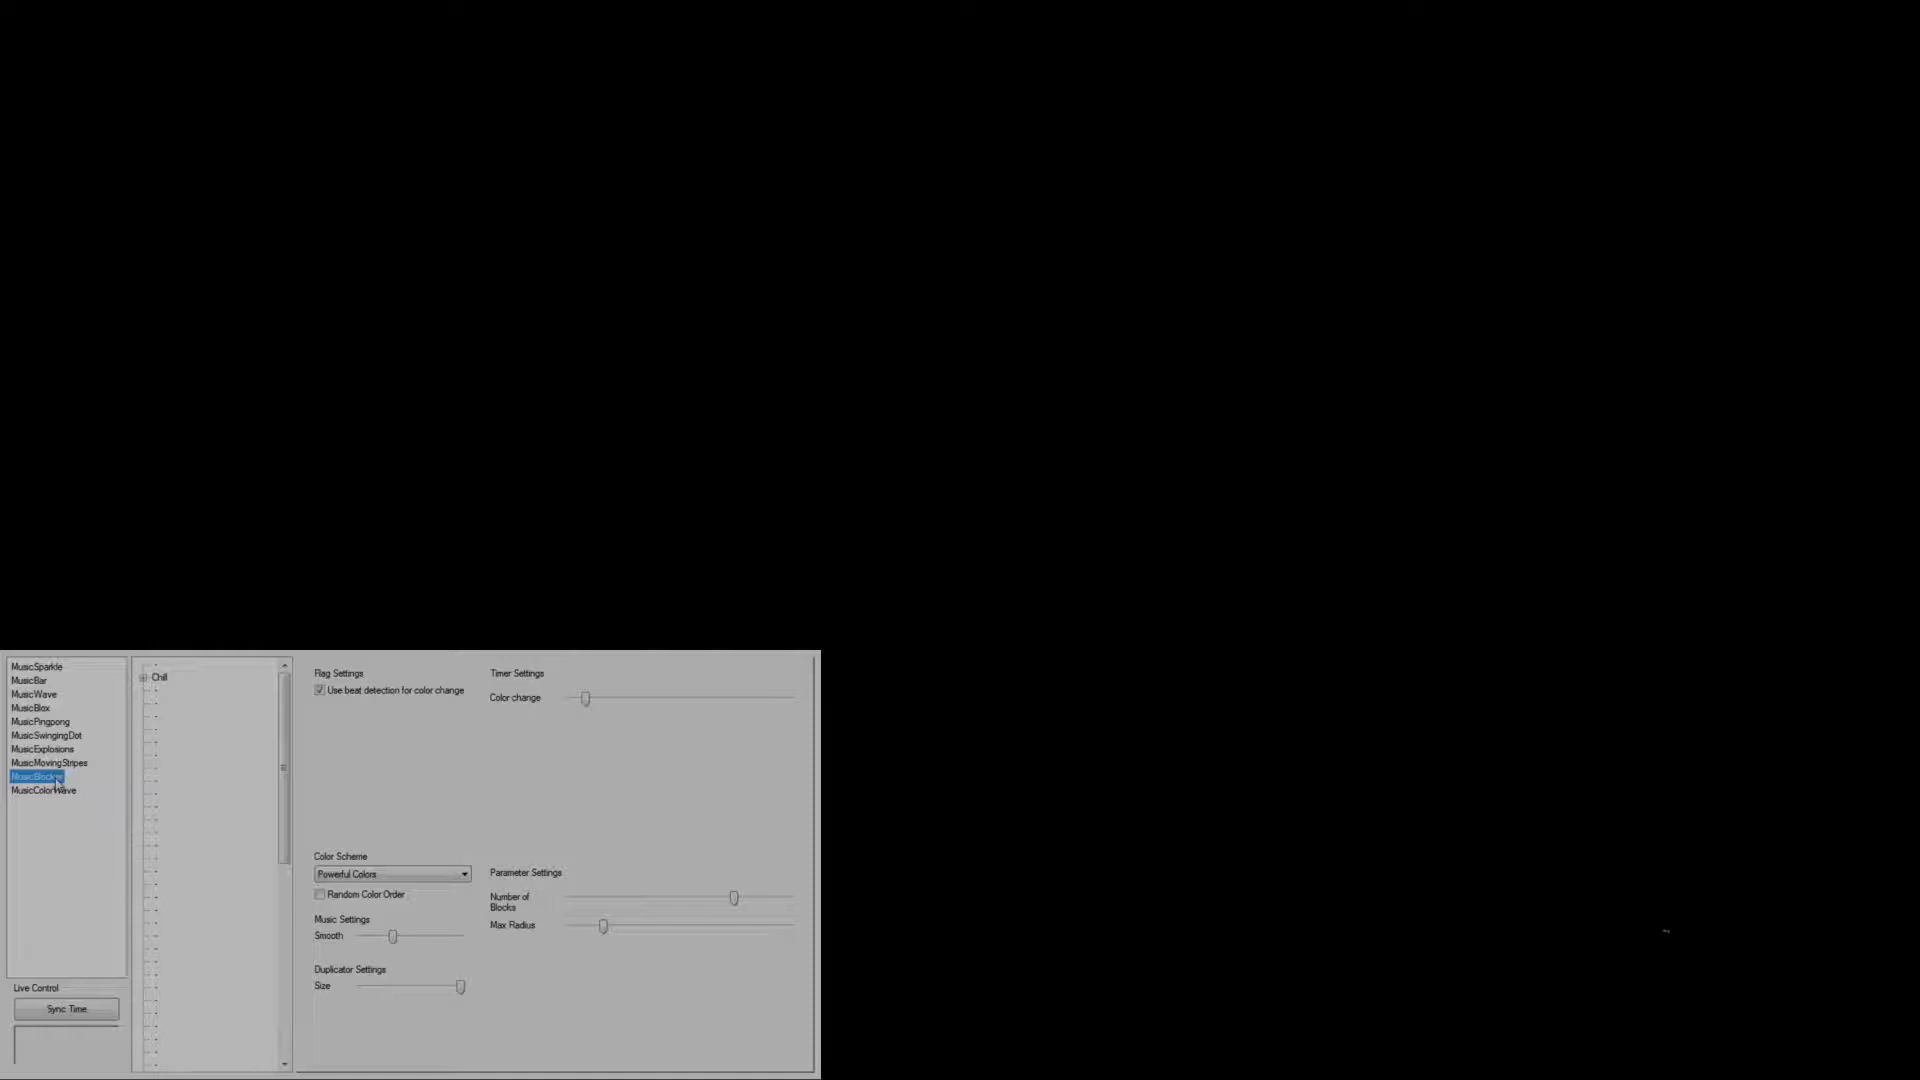 MusicSparkle
MusicBar
MusicWave
MusicBlox
MusicPingpong
MusicSwingingDot
MusicExplosions
MusicMovingStripes
MusicColorWave
Live Control
Sync Time
Chill
Flag Settings
Use beat detection for color change
Timer Settings
Color change
Color Scheme
Powerful Colors
Random Color Order
Music Settings
Smooth
Duplicator Settings
Size
Parameter Settings
Number of
Blocks
Max Radius